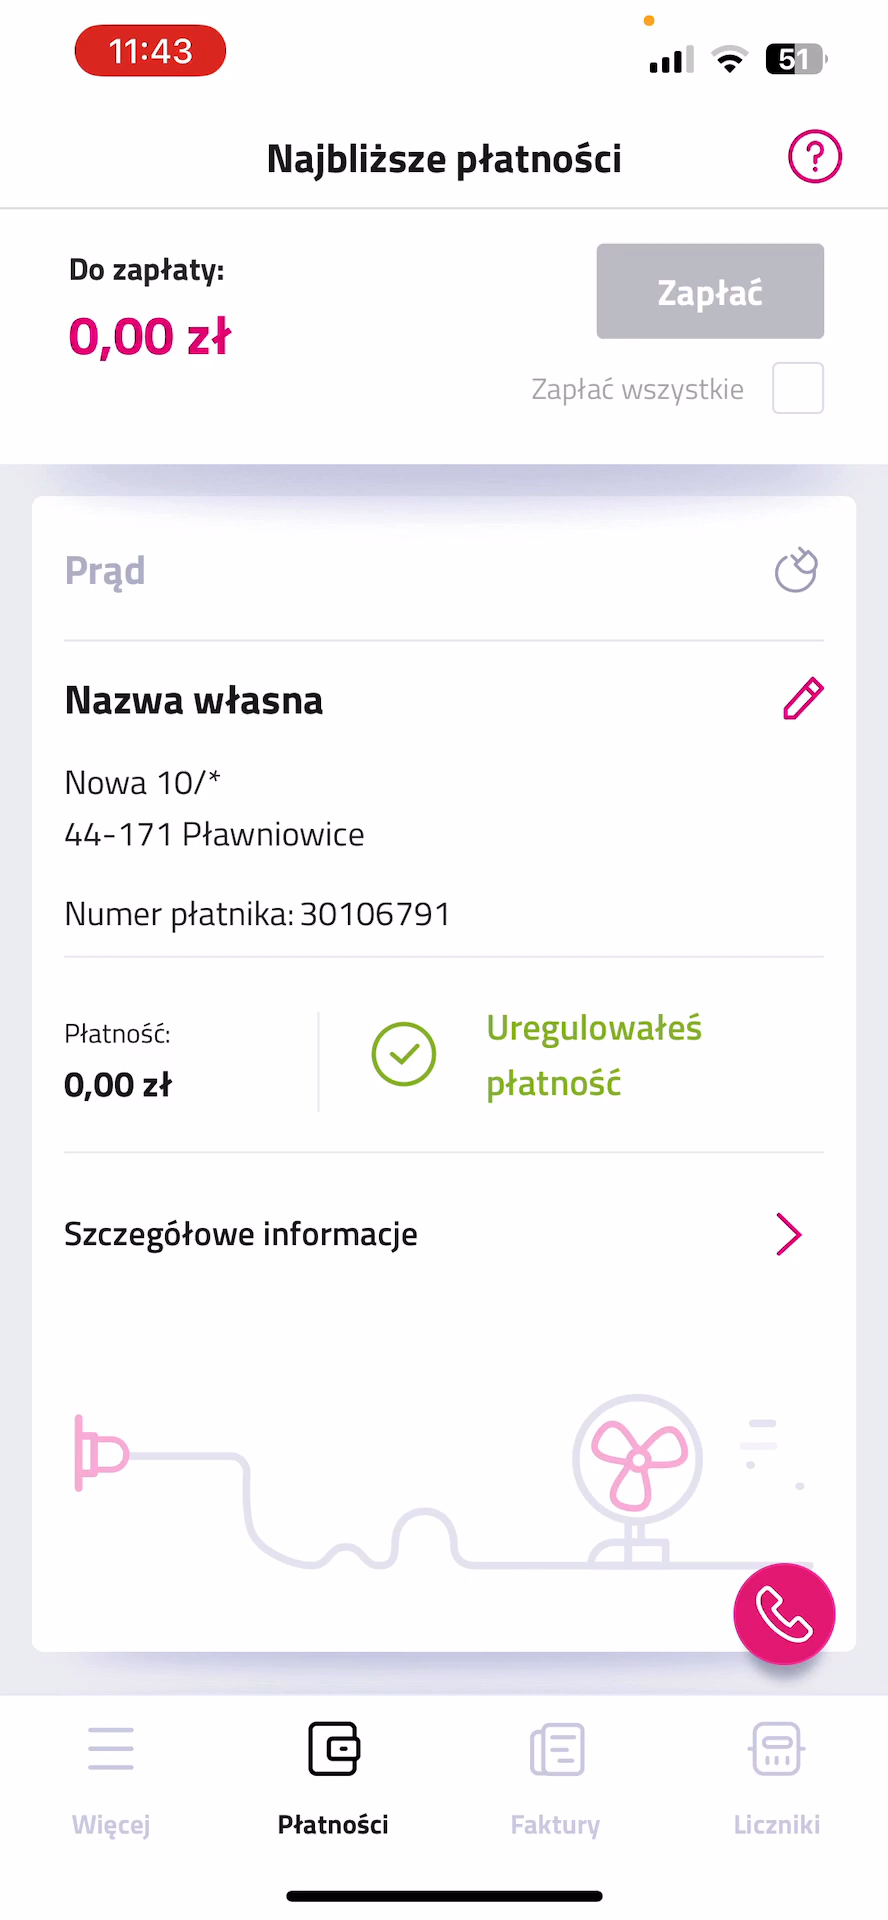 11:43
51
Najbliższe płatności
Do zapłaty:
0,00 zł
Zapłać
Zapłać wszystkie
Prąd
Nazwa własna
Nowa 10/*
44-171 Pławniowice
Numer płatnika: 30106791
Płatność:
0,00 zł
Uregulowałeś
płatność
Szczegółowe informacje
Więcej
Płatności
Faktury
Liczniki